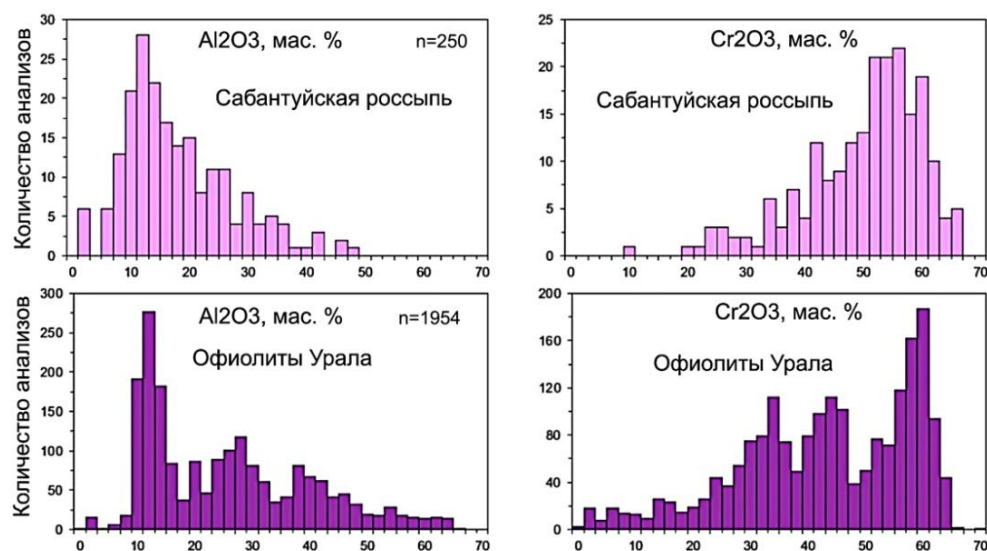 Количество анализов
30
25
20
15
10
5
0
Al2O3, мас. % n=250
Сабантуйская россыпь
0 10 20 30 40 50 60 70
25
20
15
10
5
0
Cr2O3, мас. %
Сабантуйская россыпь
0 10 20 30 40 50 60 70
Количество анализов
300
250
200
150
100
50
0
Al2O3, мас. % n=1954
Офиолиты Урала
0 10 20 30 40 50 60 70
200
160
120
80
40
0
Cr2O3, мас. %
Офиолиты Урала
0 10 20 30 40 50 60 70